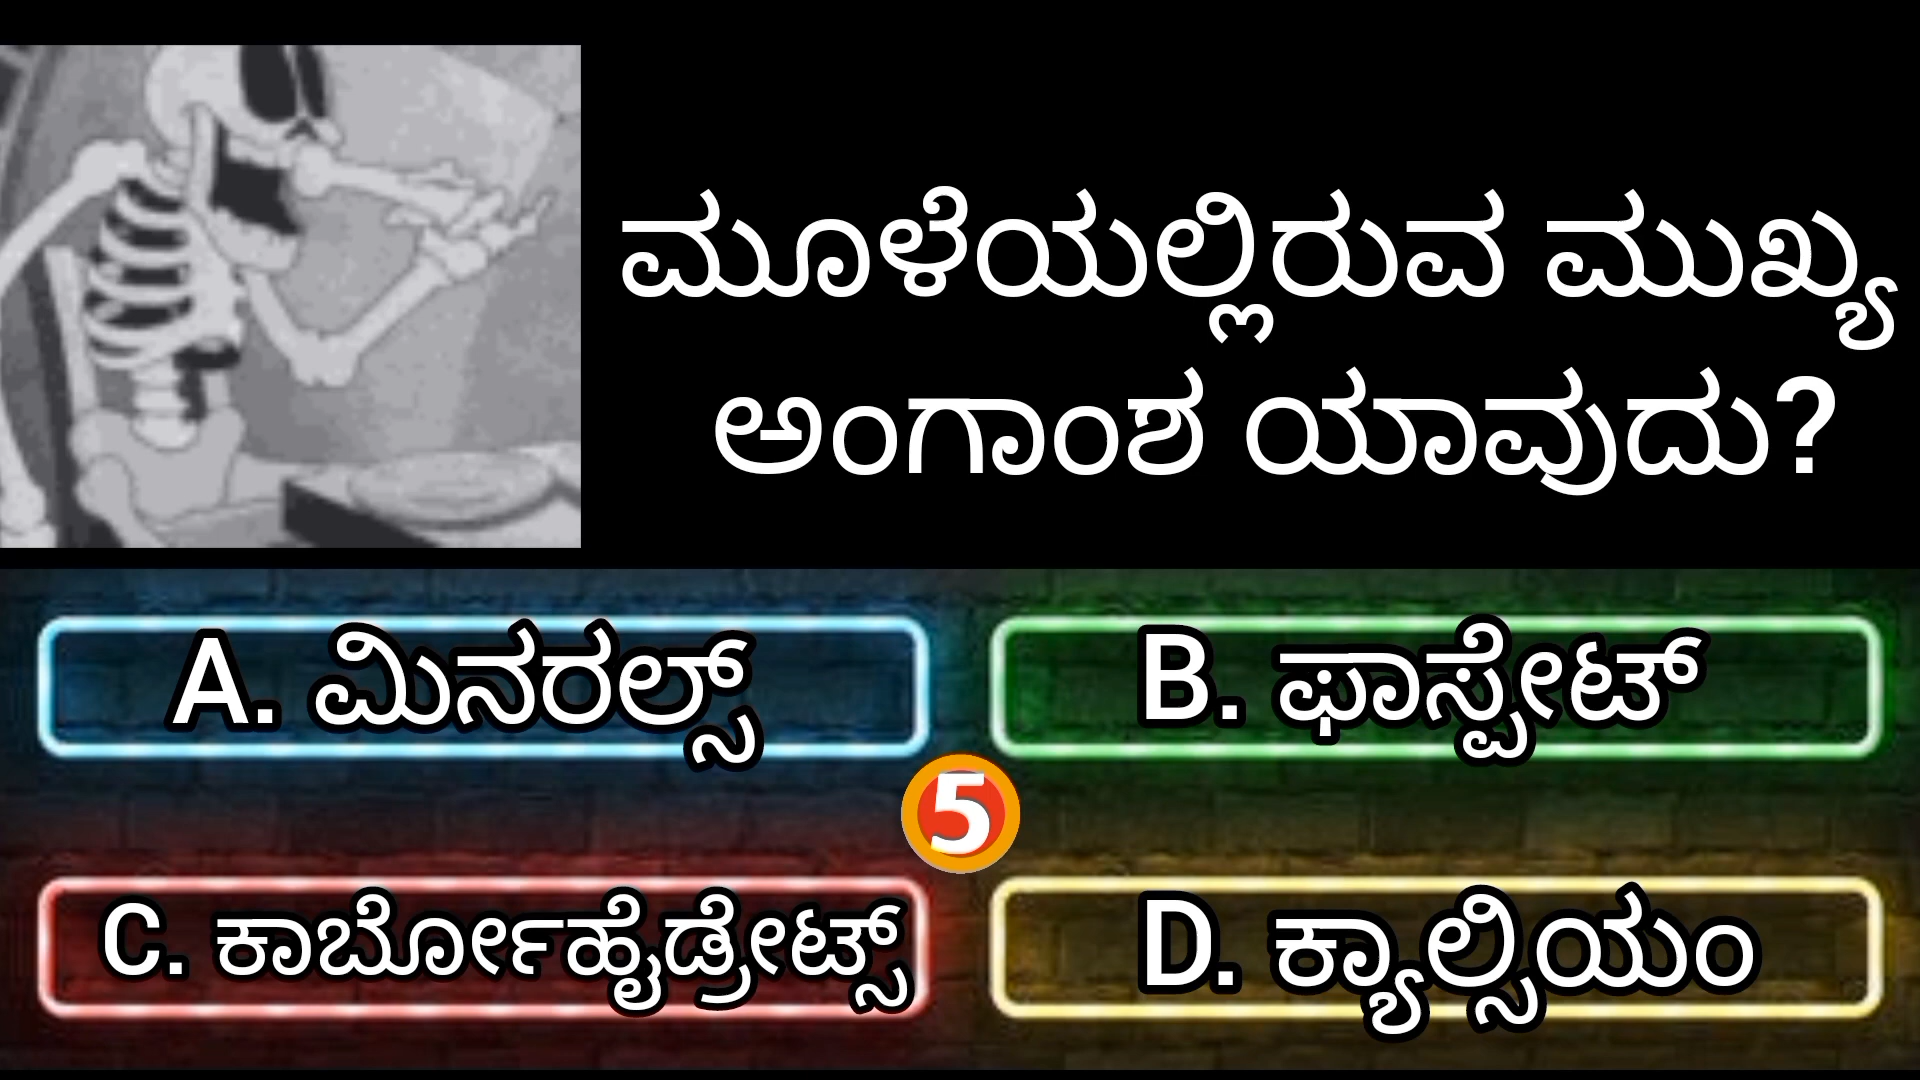 ಮೂಳೆಯಲ್ಲಿರುವ ಮುಖ್ಯ
ಅಂಗಾಂಶ ಯಾವುದು?
A. ಮಿನರಲ್ಸ್
B. ಫಾಸ್ಪೇಟ್
5
C. ಕಾರ್ಬೋಹೈಡ್ರೇಟ್ಸ್
D. ಕ್ಯಾಲ್ಸಿಯಂ